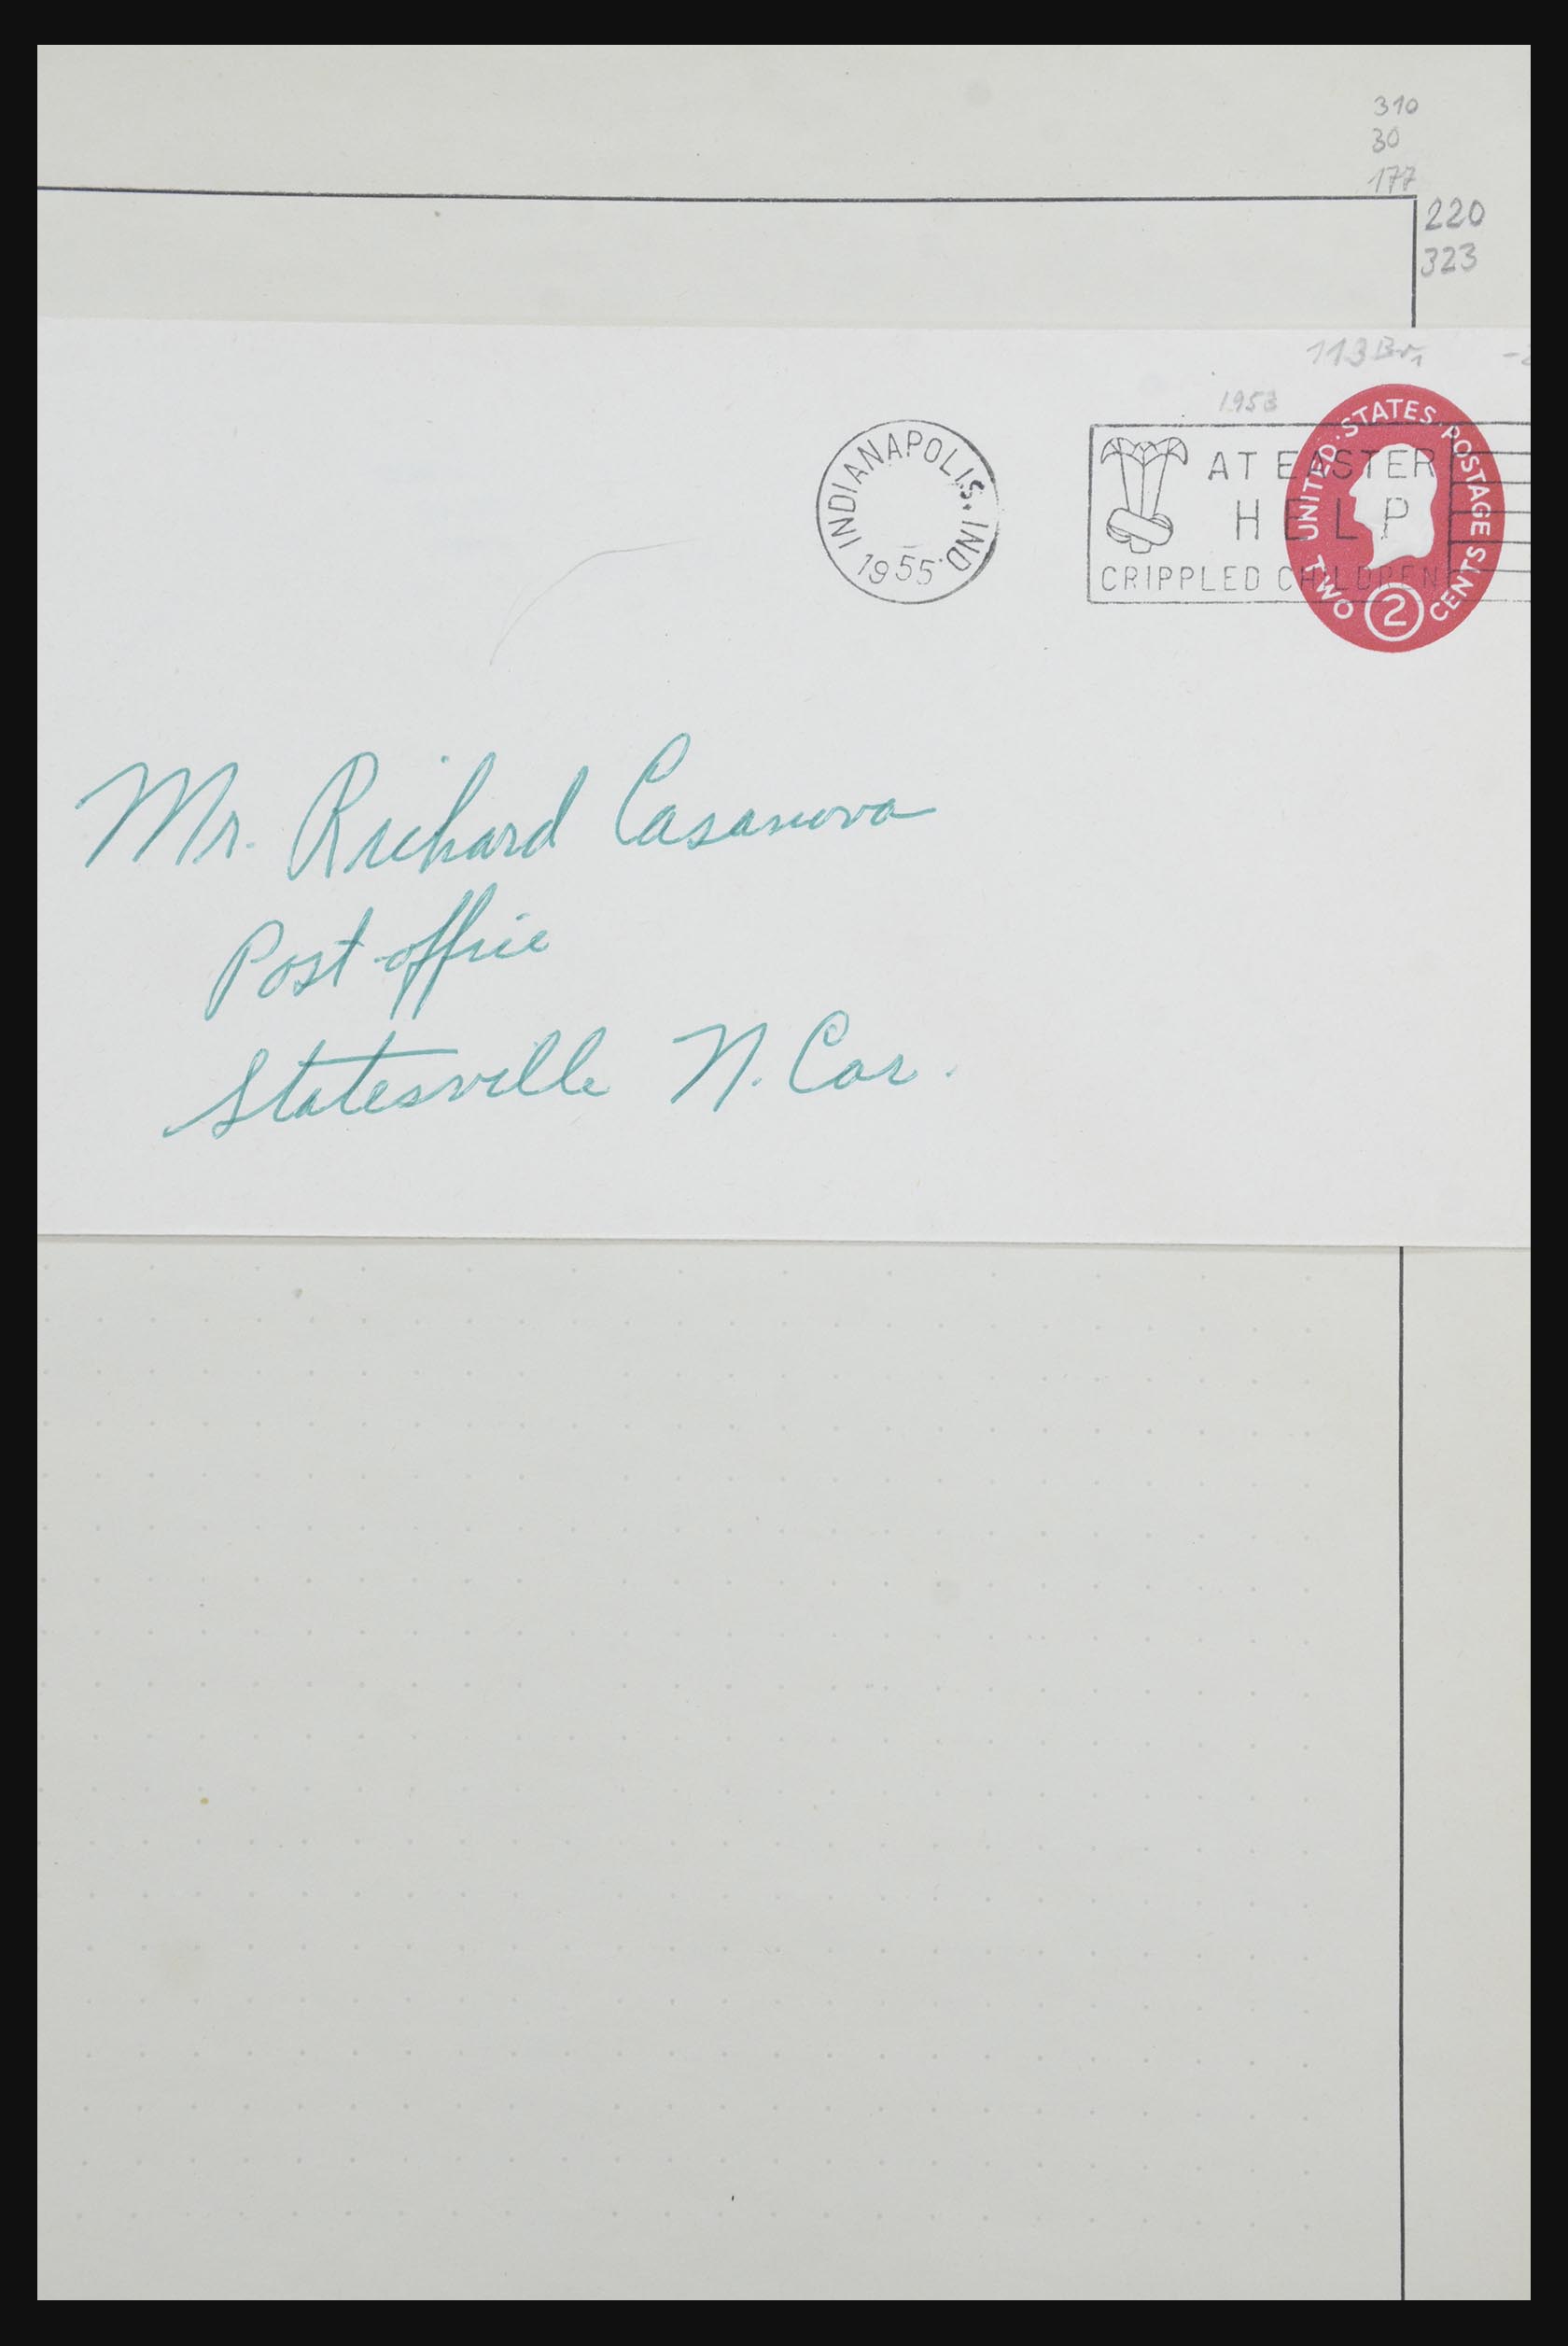 310
30
177
220
323
113 Br1
1953
INDIANAPOLIS, IND.
1955
AT EASTER
HELP
CRIPPLED CHILDREN
UNITED · STATES · POSTAGE
TWO 2 CENTS
Mr. Richard Casanova
Post office
Statesville N. Car.